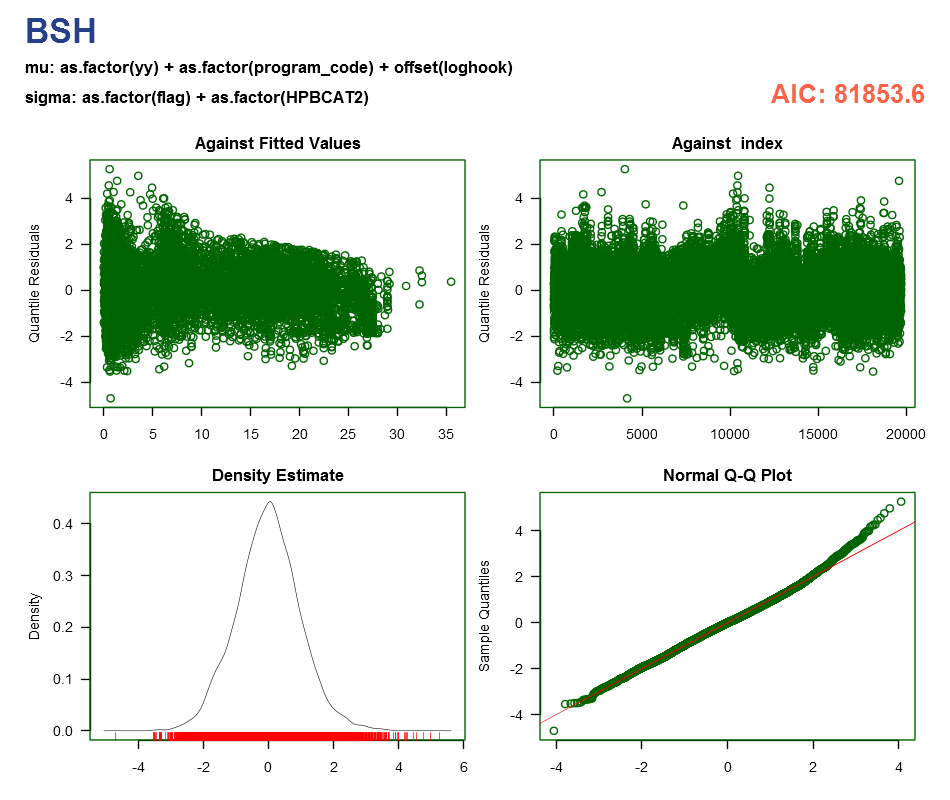 BSH
mu: as.factor(yy) + as.factor(program_code) + offset(loghook)
sigma: as.factor(flag) + as.factor(HPBCAT2)
AIC: 81853.6
Against Fitted Values
Quantile Residuals
4
2
0
-2
-4
0 5 10 15 20 25 30 35
Against  index
Quantile Residuals
4
2
0
-2
-4
0 5000 10000 15000 20000
Density Estimate
Density
0.4
0.3
0.2
0.1
0.0
-4 -2 0 2 4 6
Normal Q-Q Plot
Sample Quantiles
4
2
0
-2
-4
-4 -2 0 2 4